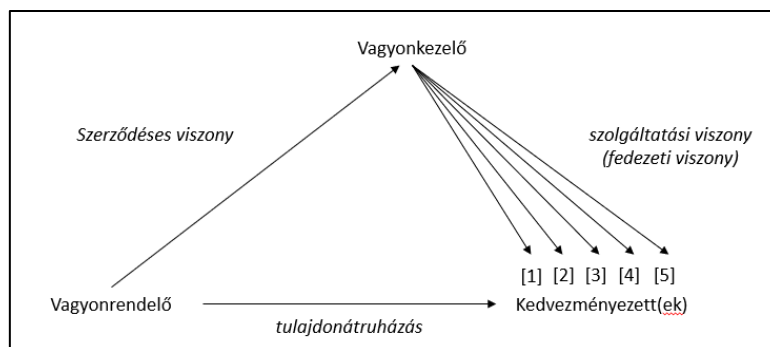 Vagyonkezelő
Szerződéses viszony
szolgáltatási viszony
(fedezeti viszony)
[1] [2] [3] [4] [5]
Vagyonrendelő
Kedvezményezett(ek)
tulajdonátruházás